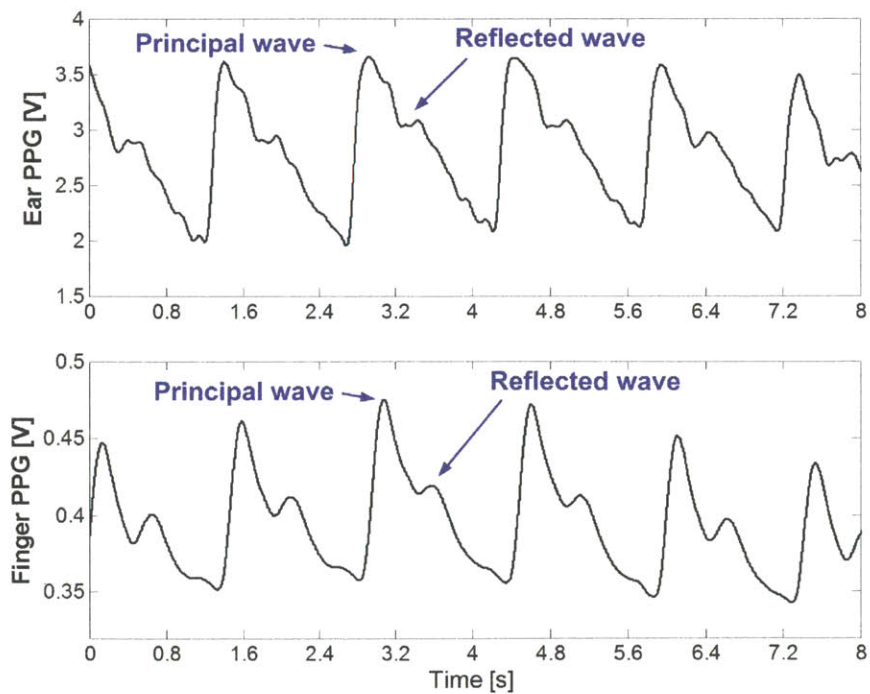 4
Principal wave
Reflected wave
3.5
3
2.5
2
1.5
Ear PPG [V]
0 0.8 1.6 2.4 3.2 4 4.8 5.6 6.4 7.2 8
0.5
Principal wave
Reflected wave
0.45
0.4
0.35
Finger PPG [V]
0 0.8 1.6 2.4 3.2 4 4.8 5.6 6.4 7.2 8
Time [s]